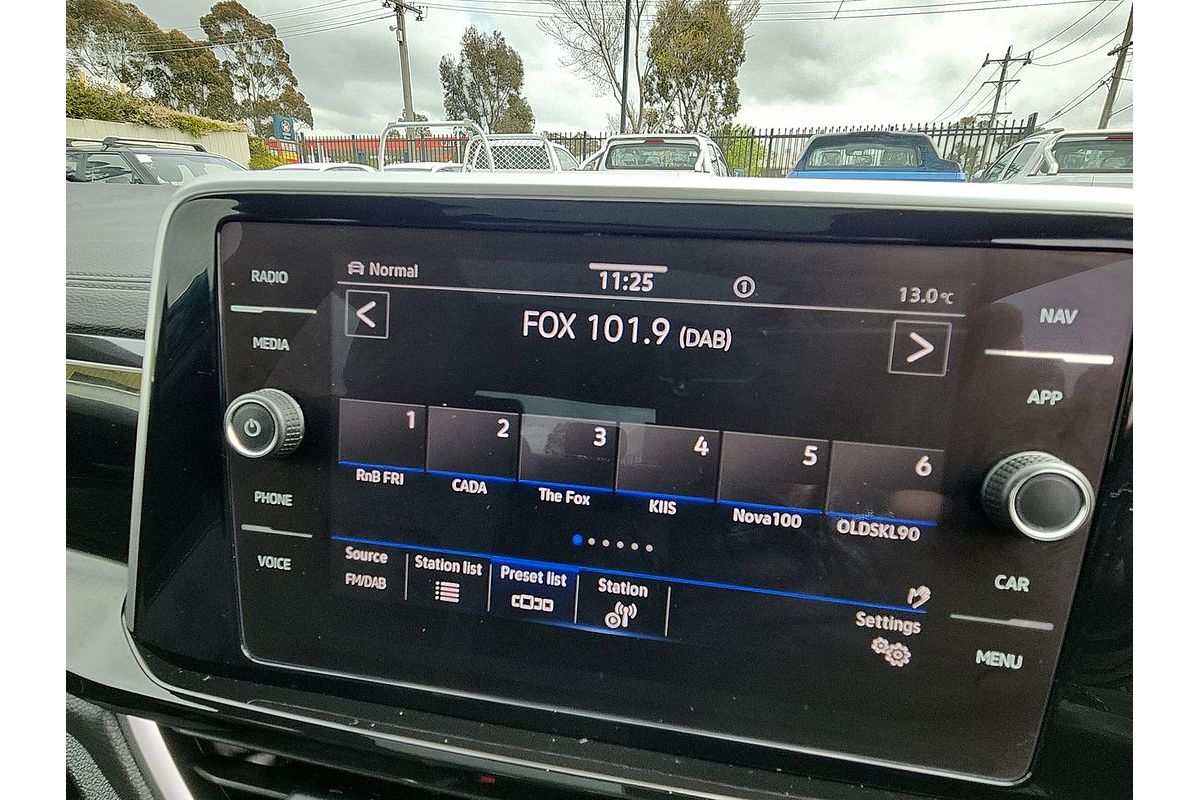 RADIO
MEDIA
PHONE
VOICE
Normal
11:25
1
13.0°C
FOX 101.9 (DAB)
1 2 3 4 5 6
RnB FRI CADA The Fox KIIS Nova100 OLDSKL90
Source Station list Preset list Station
FM/DAB
Settings
NAV
APP
CAR
MENU